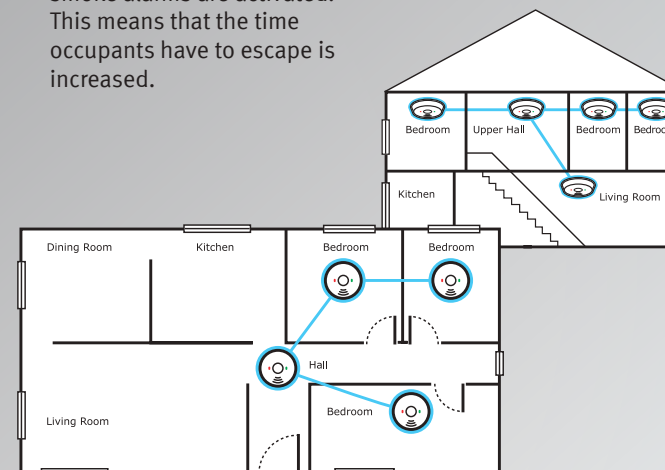 This means that the time
occupants have to escape is
increased.
Bedroom
Upper Hall
Bedroom
Kitchen
Living Room
Dining Room
Kitchen
Bedroom
Bedroom
Hall
Bedroom
Living Room